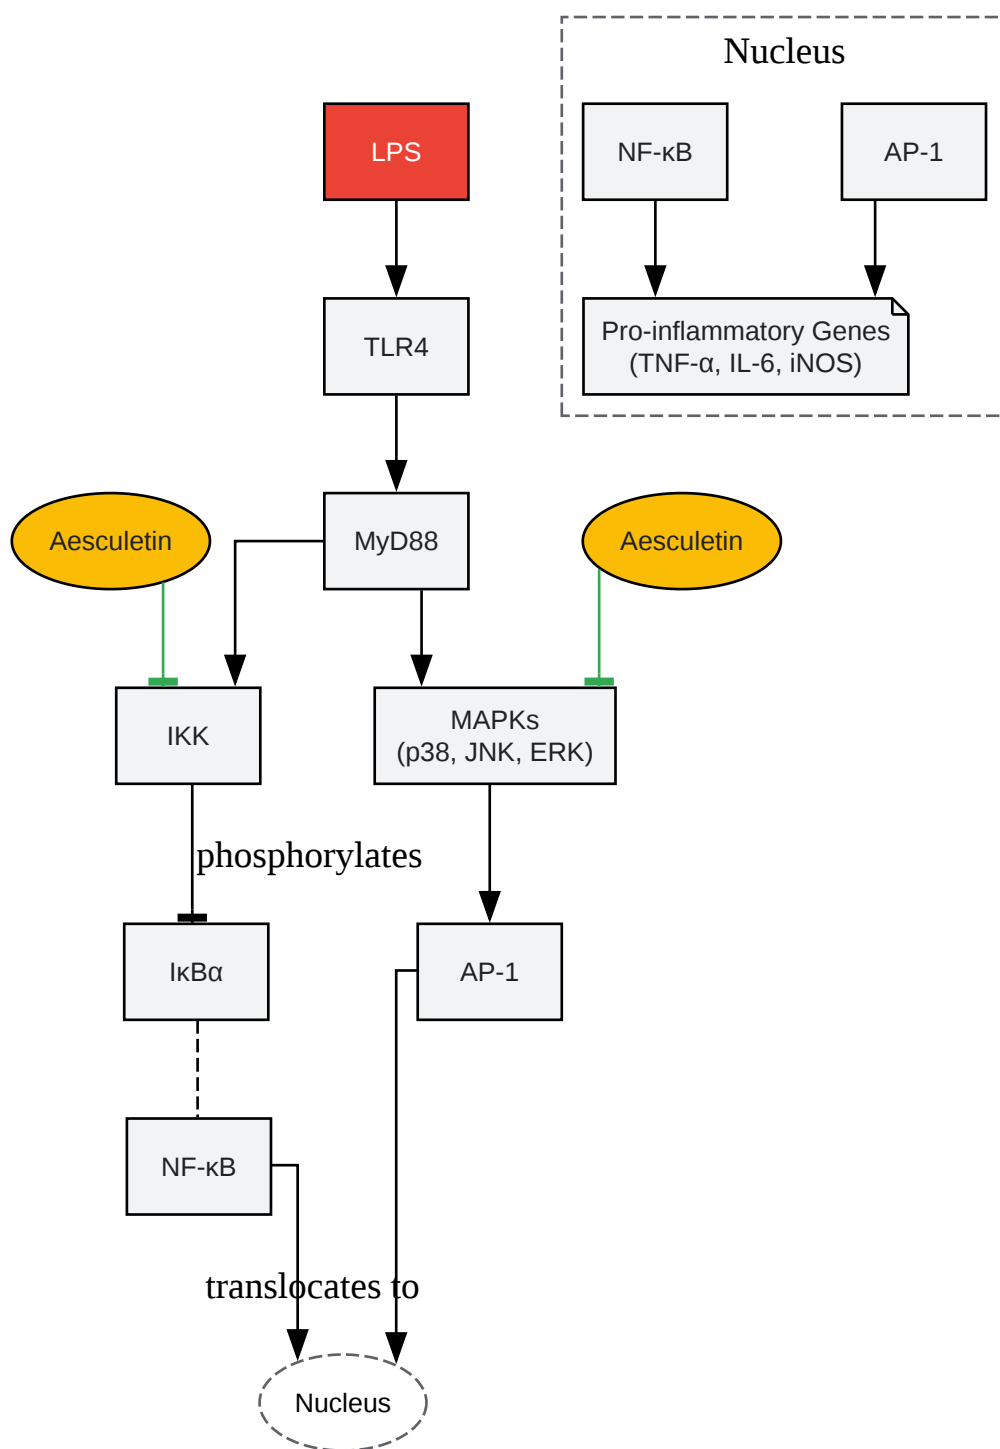 Nucleus
LPS
NF-κB
AP-1
TLR4
Pro-inflammatory Genes
(TNF-α, IL-6, iNOS)
Aesculetin
MyD88
Aesculetin
IKK
MAPKs
(p38, JNK, ERK)
phosphorylates
IκBα
AP-1
NF-κB
translocates to
Nucleus